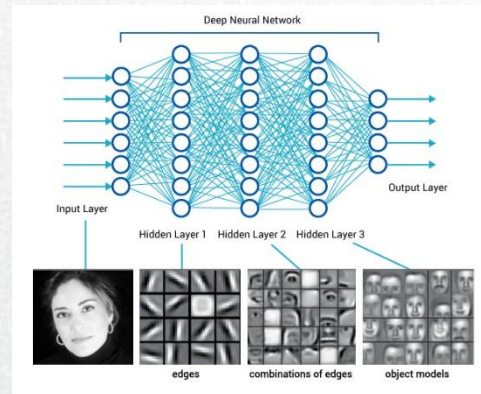 Deep Neural Network
Input Layer
Output Layer
Hidden Layer 1
Hidden Layer 2
Hidden Layer 3
edges
combinations of edges
object models